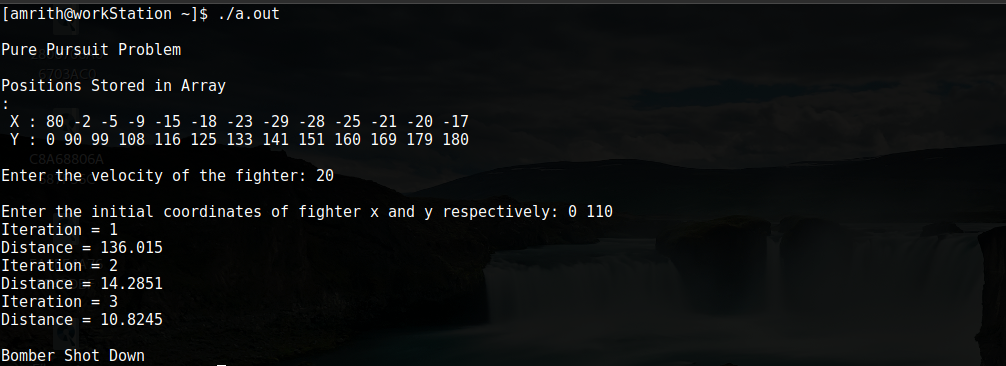 [amrith@workStation ~]$ ./a.out
Pure Pursuit Problem
6703AC0
Positions Stored in Array
:
X : 80 -2 -5 -9 -15 -18 -23 -29 -28 -25 -21 -20 -17
Y : 0 90 99 108 116 125 133 141 151 160 169 179 180
C8A68806A
Enter the velocity of the fighter: 20
Enter the initial coordinates of fighter x and y respectively: 0 110
Iteration = 1
Distance = 136.015
Iteration = 2
Distance = 14.2851
Iteration = 3
Distance = 10.8245
Bomber Shot Down